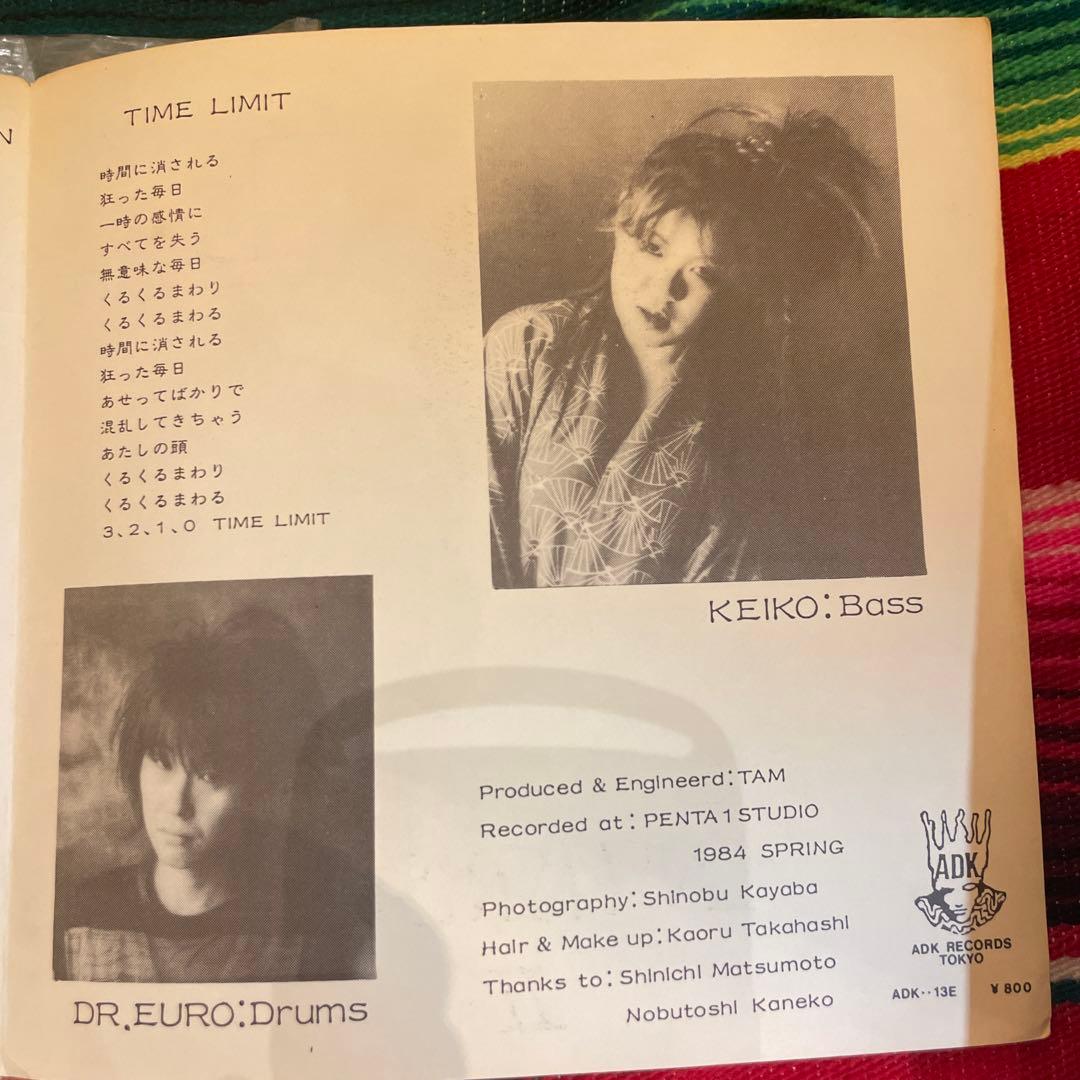 N
TIME LIMIT
時間に消される
狂った毎日
一時の感情に
すべてを失う
無意味な毎日
くるくるまわり
くるくるまわる
時間に消される
狂った毎日
あせってばかりで
混乱してきちゃう
あたしの頭
くるくるまわり
くるくるまわる
3、2、1、0 TIME LIMIT
KEIKO:Bass
DR.EURO:Drums
Produced & Engineerd:TAM
Recorded at: PENTA1 STUDIO
1984 SPRING
Photography: Shinobu Kayaba
Hair & Make up: Kaoru Takahashi
Thanks to: Shinichi Matsumoto
Nobutoshi Kaneko
ADK
ADK RECORDS
TOKYO
ADK‥13E ¥800